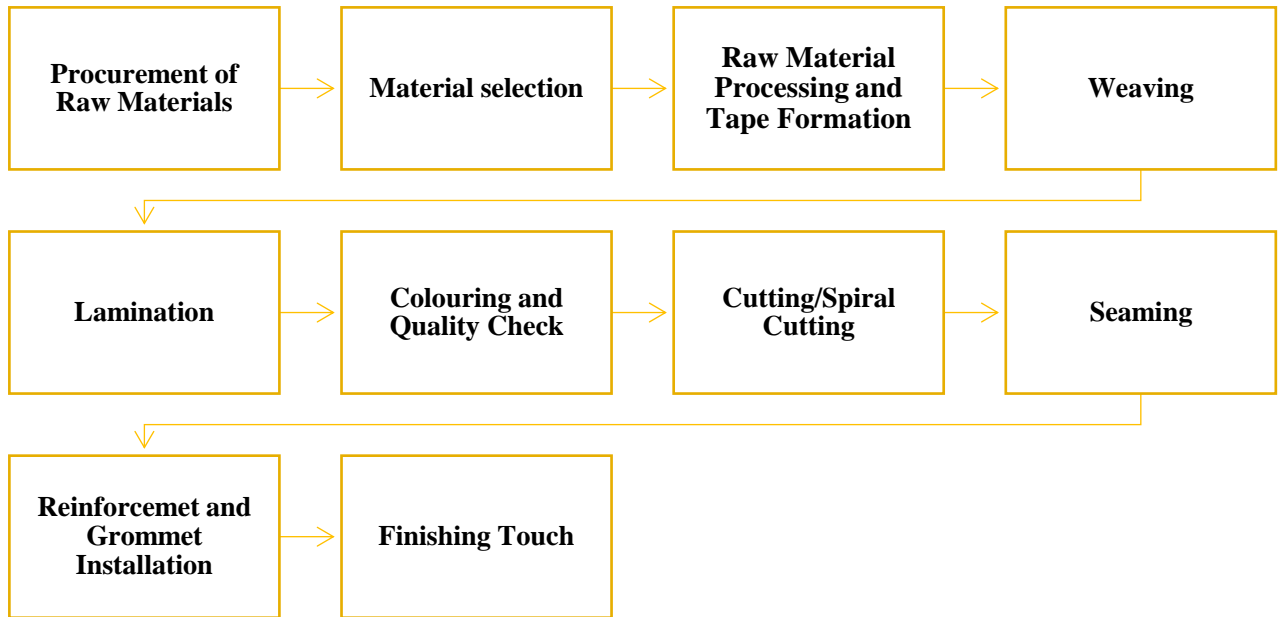 Procurement of
Raw Materials
Material selection
Raw Material
Processing and
Tape Formation
Weaving
Lamination
Colouring and
Quality Check
Cutting/Spiral
Cutting
Seaming
Reinforcemet and
Grommet
Installation
Finishing Touch